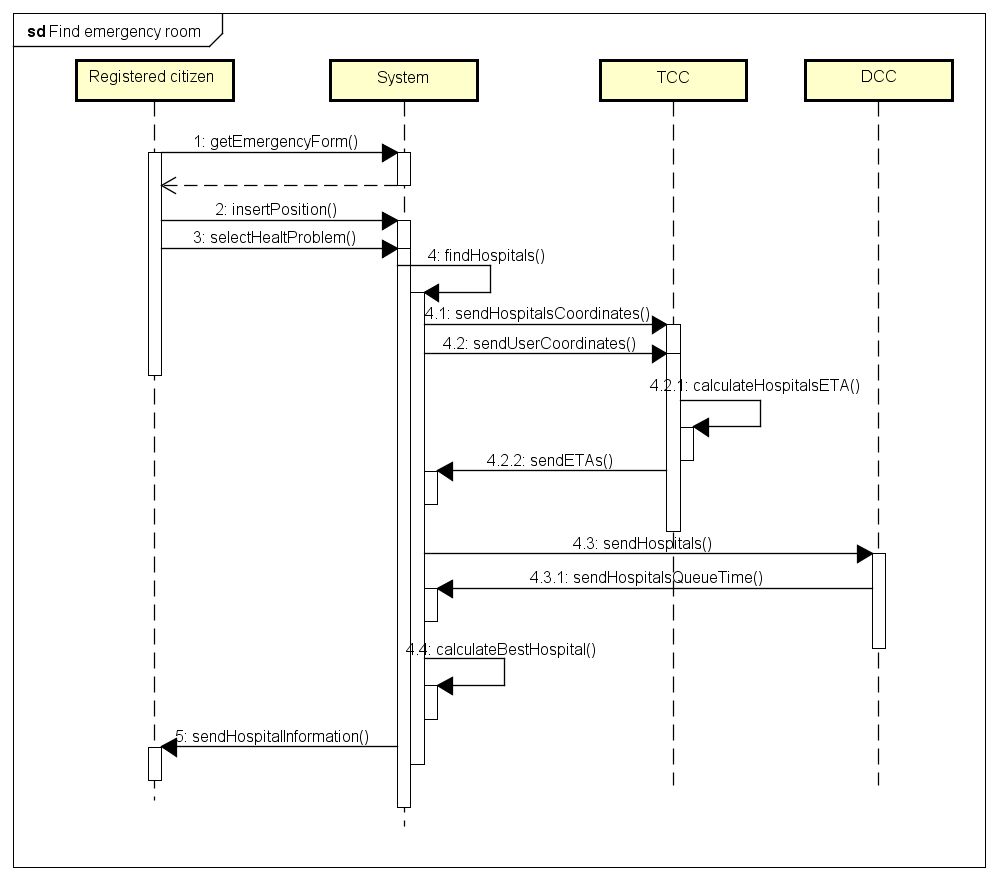 sd Find emergency room
Registered citizen
System
TCC
DCC
1: getEmergencyForm()
2: insertPosition()
3: selectHealtProblem()
4: findHospitals()
4.1: sendHospitalsCoordinates()
4.2: sendUserCoordinates()
4.2.1: calculateHospitalsETA()
4.2.2: sendETAs()
4.3: sendHospitals()
4.3.1: sendHospitalsQueueTime()
4.4: calculateBestHospital()
5: sendHospitalInformation()